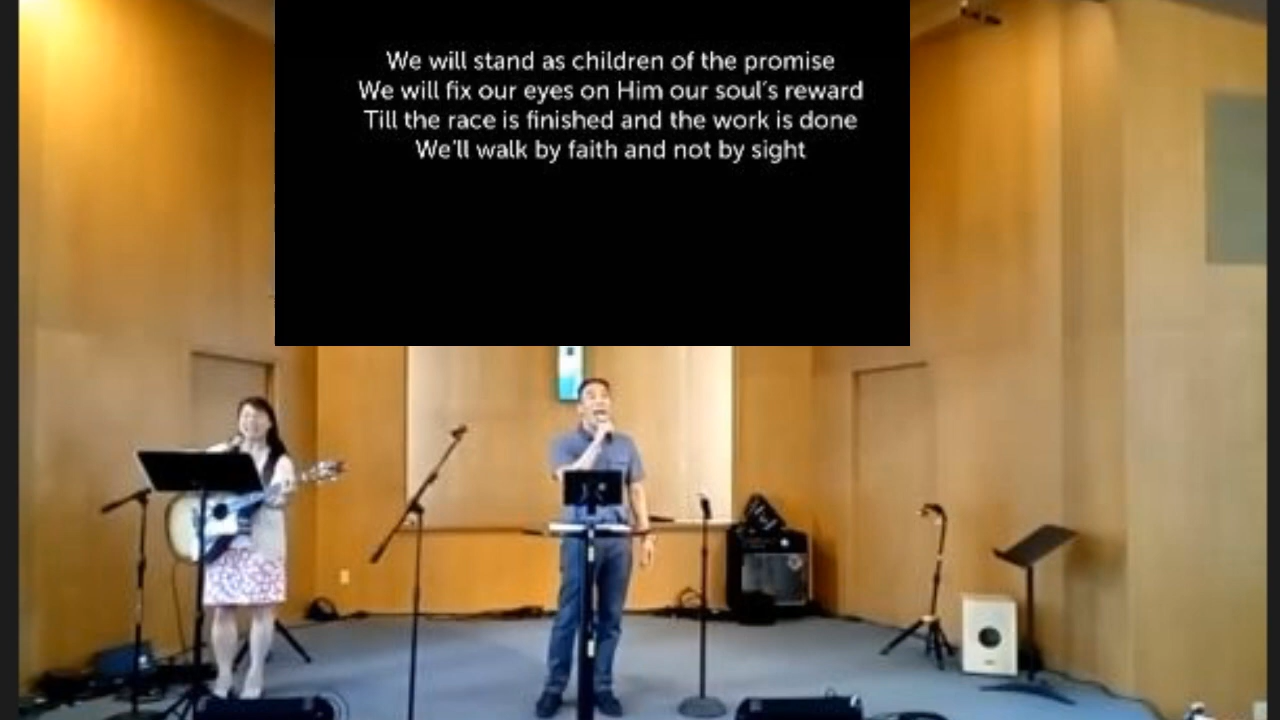 We will stand as children of the promise
We will fix our eyes on Him our soul's reward
Till the race is finished and the work is done
We'll walk by faith and not by sight